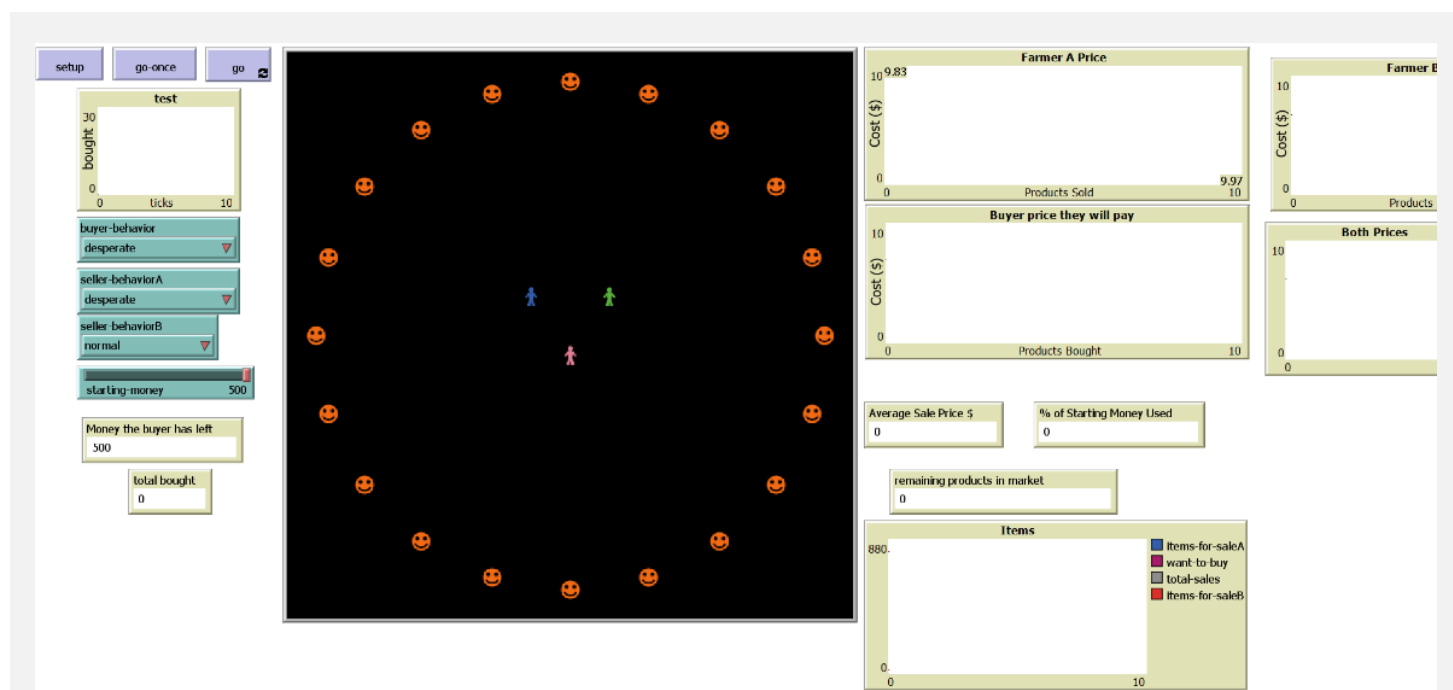 setup
go-once
go
test
30
bought
0
0 ticks 10
buyer-behavior
desperate
seller-behaviorA
desperate
seller-behaviorB
normal
starting-money 500
Money the buyer has left
500
total bought
0
Farmer A Price
10 9.83
Cost ($)
0
9.97
0 Products Sold 10
Farmer B
10
Cost ($)
0
0 Products
Buyer price they will pay
10
Cost ($)
0
0 Products Bought 10
Both Prices
10
0
0
Average Sale Price $
0
% of Starting Money Used
0
remaining products in market
0
Items
880.
0.
0 10
items-for-saleA
want-to-buy
total-sales
items-for-saleB